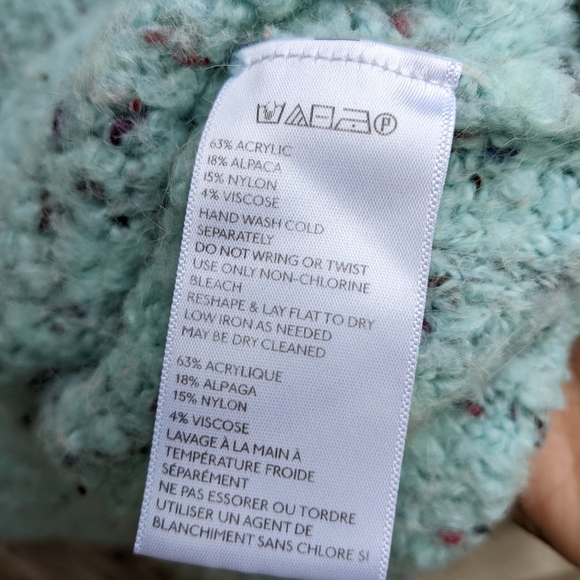 P
63% ACRYLIC
18% ALPACA
15% NYLON
4% VISCOSE
HAND WASH COLD
SEPARATELY
DO NOT WRING OR TWIST
USE ONLY NON-CHLORINE
BLEACH
RESHAPE & LAY FLAT TO DRY
LOW IRON AS NEEDED
MAY BE DRY CLEANED
63% ACRYLIQUE
18% ALPAGA
15% NYLON
4% VISCOSE
LAVAGE À LA MAIN À
TEMPÉRATURE FROIDE
SÉPARÉMENT
NE PAS ESSORER OU TORDRE
UTILISER UN AGENT DE
BLANCHIMENT SANS CHLORE SI